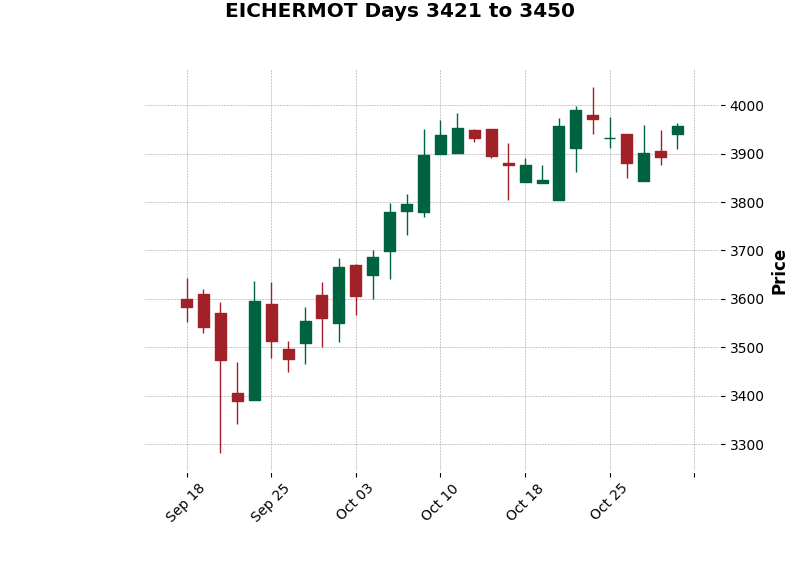 EICHERMOT Days 3421 to 3450
4000
3900
3800
3700
3600
3500
3400
3300
Price
Sep 18
Sep 25
Oct 03
Oct 10
Oct 18
Oct 25